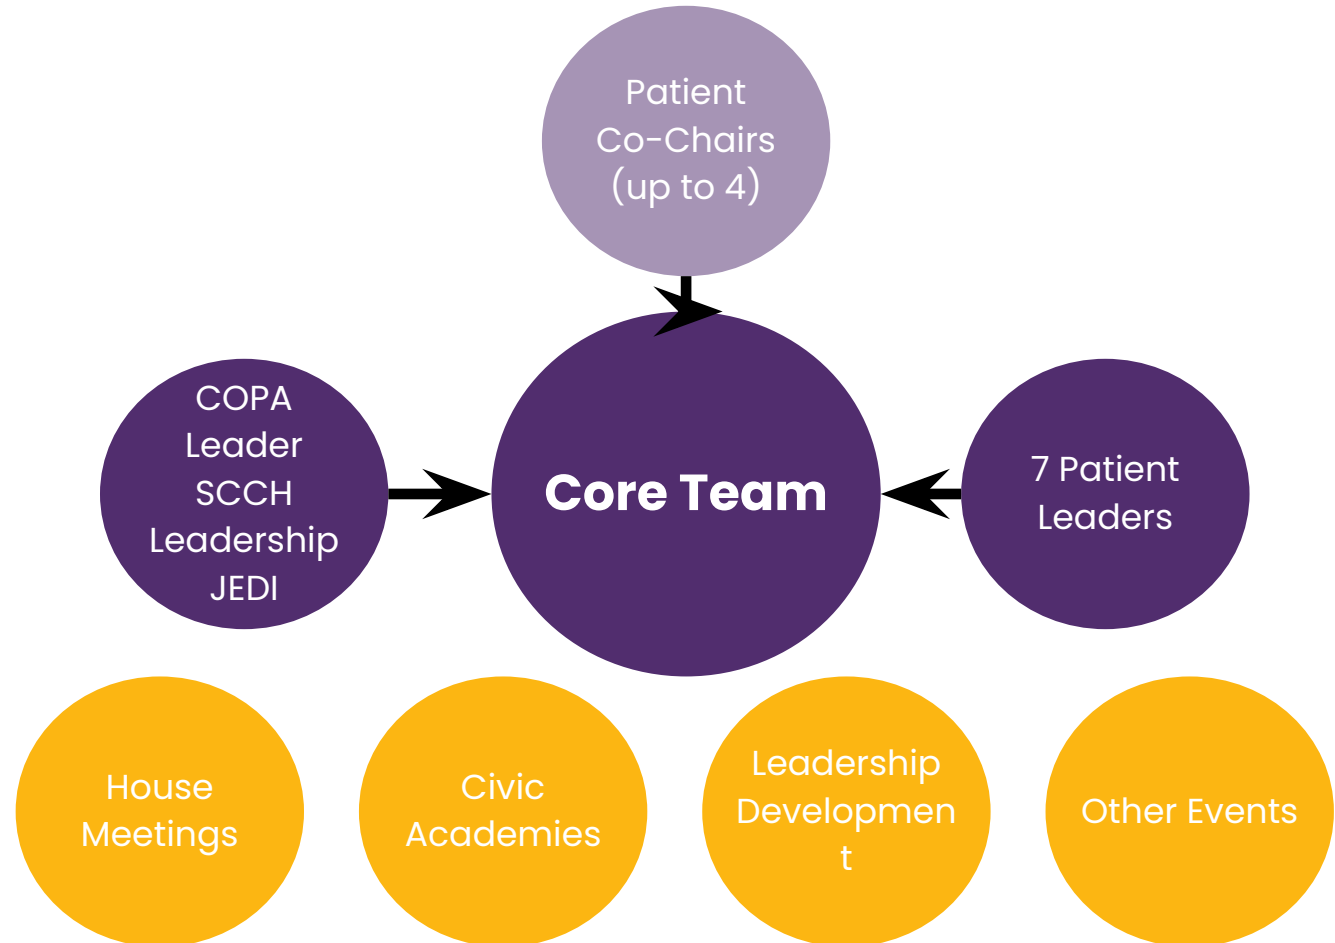 Patient
Co-Chairs
(up to 4)
COPA
Leader
SCCH
Leadership
JEDI
Core Team
7 Patient
Leaders
House
Meetings
Civic
Academies
Leadership
Developmen
t
Other Events